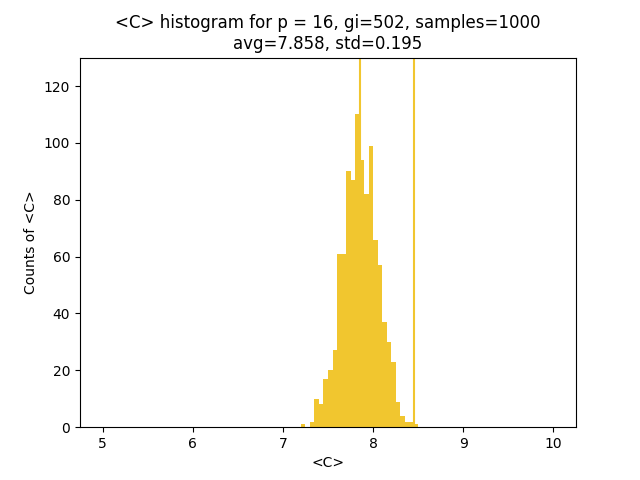 <C> histogram for p = 16, gi=502, samples=1000
avg=7.858, std=0.195
Counts of <C>
120
100
80
60
40
20
0
5 6 7 8 9 10
<C>